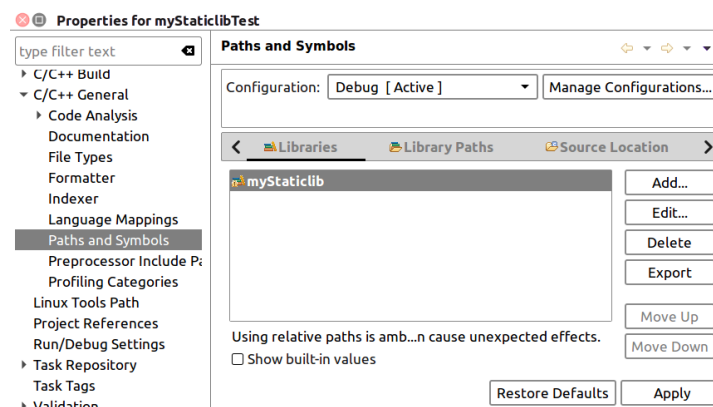 Properties for myStaticlibTest
type filter text
C/C++ Build
C/C++ General
Code Analysis
Documentation
File Types
Formatter
Indexer
Language Mappings
Paths and Symbols
Preprocessor Include Pa
Profiling Categories
Linux Tools Path
Project References
Run/Debug Settings
Task Repository
Task Tags
Validation
Paths and Symbols
Configuration: Debug [ Active ] Manage Configurations...
Libraries Library Paths Source Location
myStaticlib
Add...
Edit...
Delete
Export
Move Up
Move Down
Using relative paths is amb...n cause unexpected effects.
Show built-in values
Restore Defaults Apply